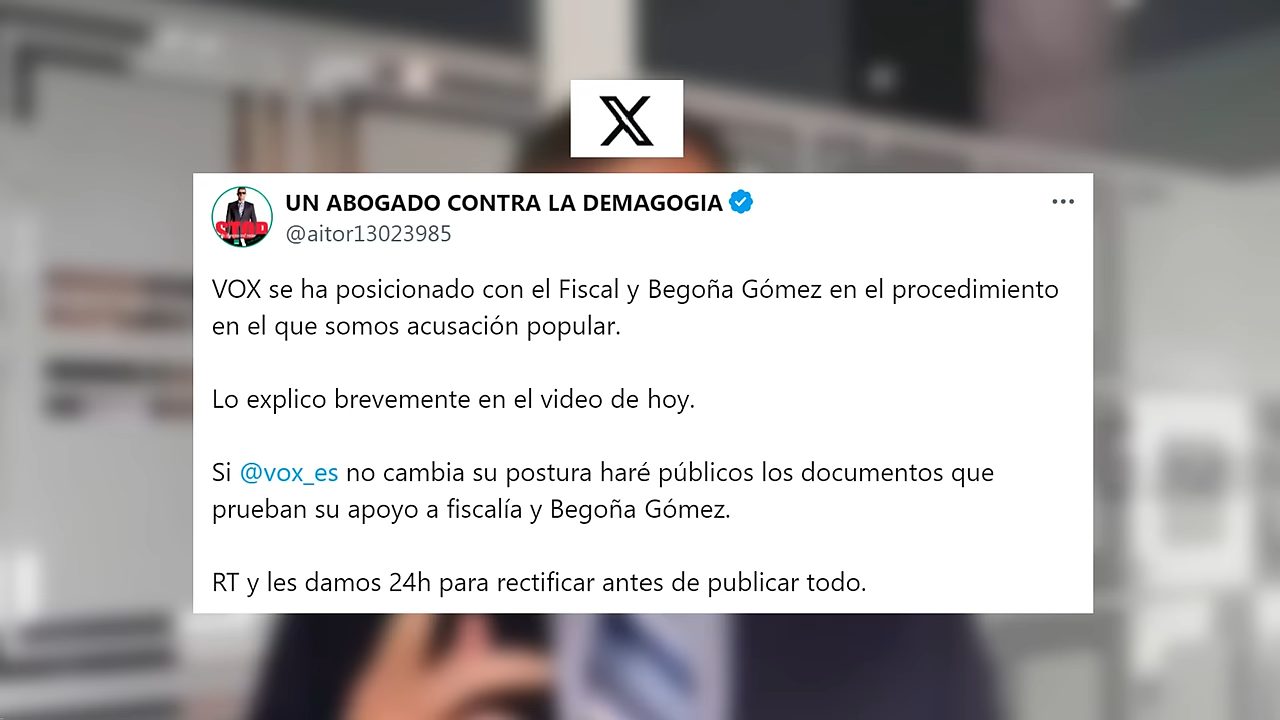 X
UN ABOGADO CONTRA LA DEMAGOGIA
@aitor13023985
STOP
VOX se ha posicionado con el Fiscal y Begoña Gómez en el procedimiento
en el que somos acusación popular.
Lo explico brevemente en el video de hoy.
Si @vox_es no cambia su postura haré públicos los documentos que
prueban su apoyo a fiscalía y Begoña Gómez.
RT y les damos 24h para rectificar antes de publicar todo.